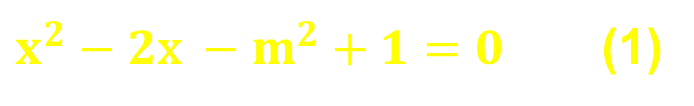 x² − 2x − m² + 1 = 0 (1)